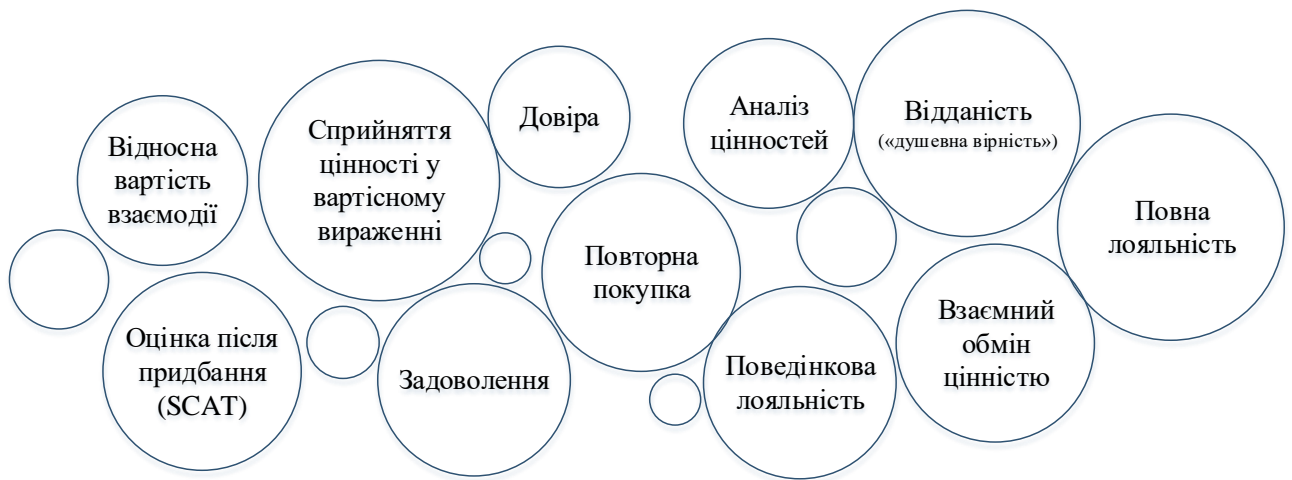 Відносна
вартість
взаємодії
Оцінка після
придбання
(SCAT)
Сприйняття
цінності у
вартісному
вираженні
Задоволення
Довіра
Повторна
покупка
Аналіз
цінностей
Поведінкова
лояльність
Відданість
(«душевна вірність»)
Взаємний
обмін
цінністю
Повна
лояльність